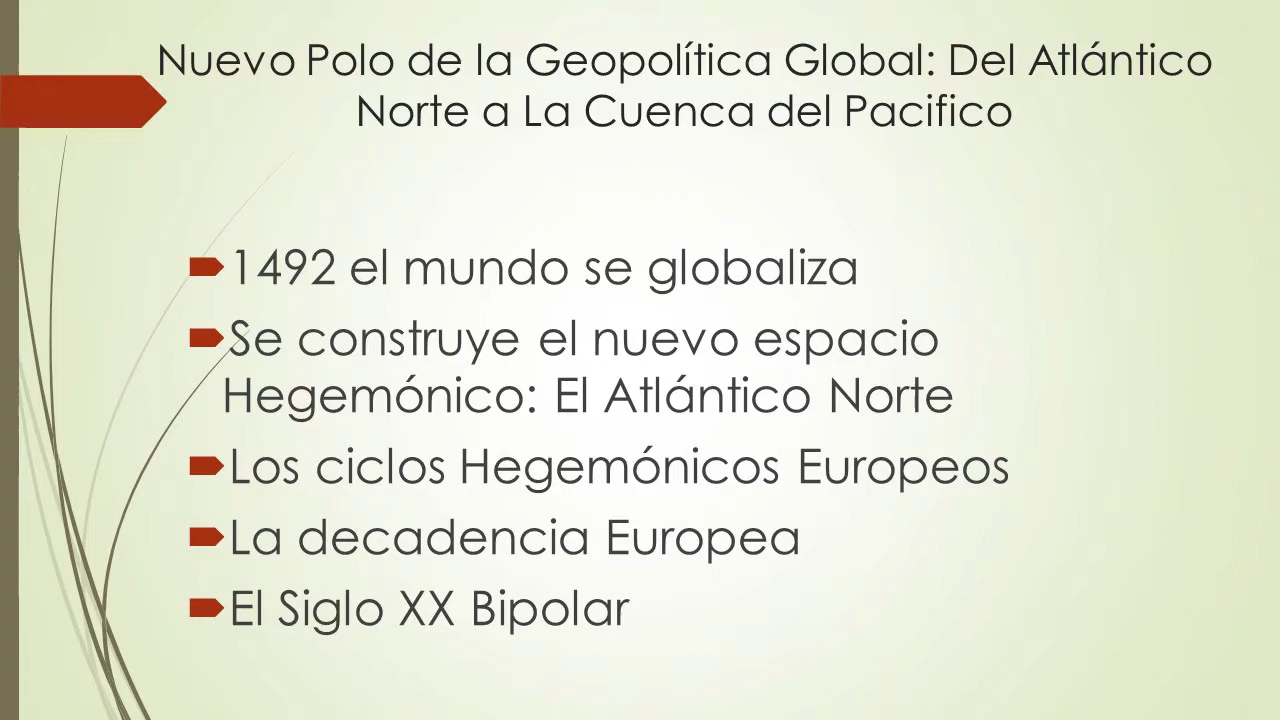 Nuevo Polo de la Geopolítica Global: Del Atlántico
Norte a La Cuenca del Pacifico
1492 el mundo se globaliza
Se construye el nuevo espacio
Hegemónico: El Atlántico Norte
Los ciclos Hegemónicos Europeos
La decadencia Europea
El Siglo XX Bipolar